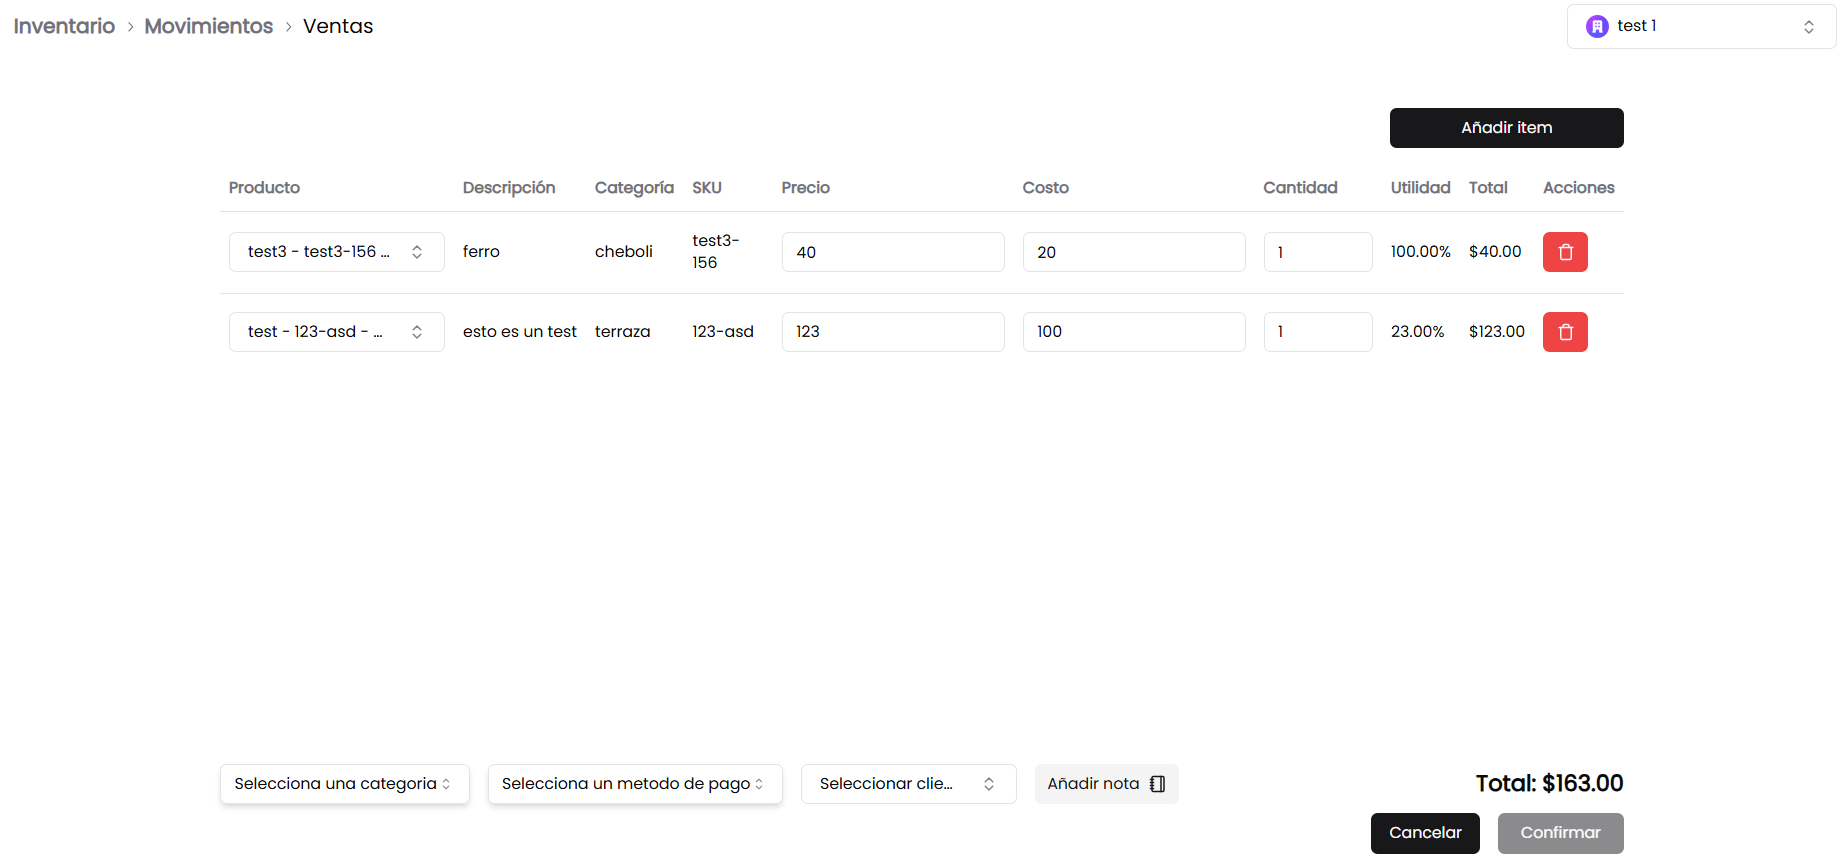 Inventario > Movimientos > Ventas
test 1
Añadir item
Producto Descripción Categoría SKU Precio Costo Cantidad Utilidad Total Acciones
test3 - test3-156 ... ferro cheboli test3-156 40 20 1 100.00% $40.00
test - 123-asd - ... esto es un test terraza 123-asd 123 100 1 23.00% $123.00
Selecciona una categoria Selecciona un metodo de pago Seleccionar clie... Añadir nota Total: $163.00
Cancelar Confirmar